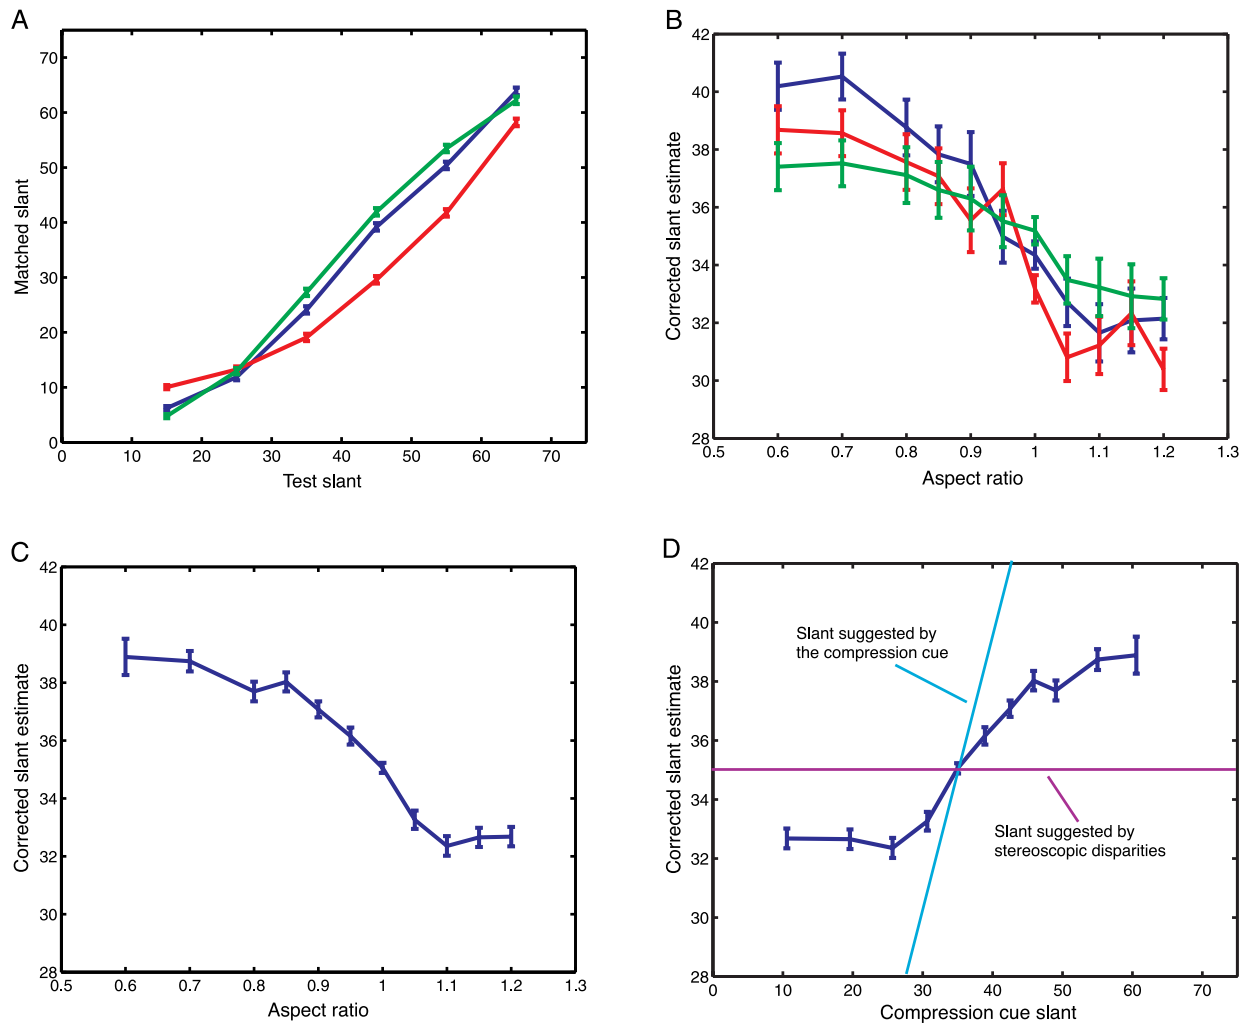 A
70
60
50
40
30
20
10
0
Matched slant
0 10 20 30 40 50 60 70
Test slant
B
42
40
38
36
34
32
30
28
Corrected slant estimate
0.5 0.6 0.7 0.8 0.9 1 1.1 1.2 1.3
Aspect ratio
C
42
40
38
36
34
32
30
28
Corrected slant estimate
0.5 0.6 0.7 0.8 0.9 1 1.1 1.2 1.3
Aspect ratio
D
42
40
38
36
34
32
30
28
Corrected slant estimate
Slant suggested by
the compression cue
Slant suggested by
stereoscopic disparities
0 10 20 30 40 50 60 70
Compression cue slant